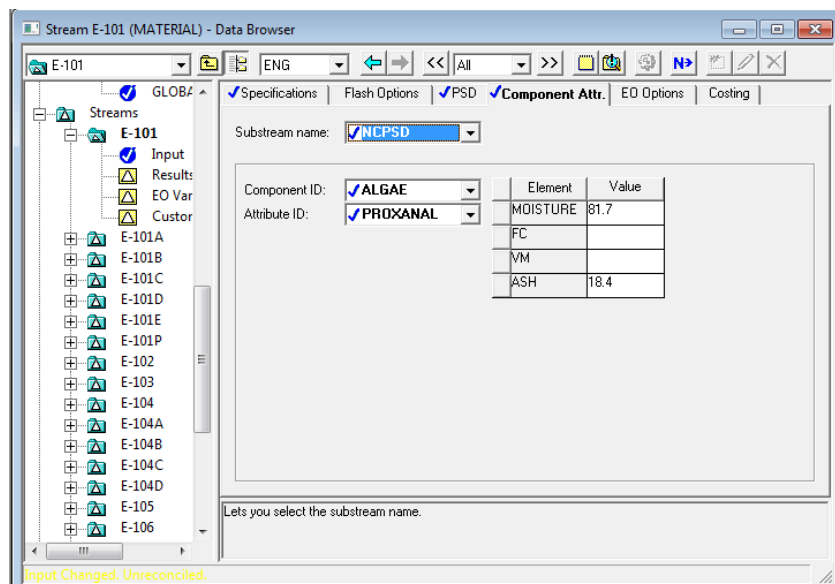 Stream E-101 (MATERIAL) - Data Browser
E-101 ENG << All >> N>
GLOBA
Streams
E-101
Input
Results
EO Var
Custor
E-101A
E-101B
E-101C
E-101D
E-101E
E-101P
E-102
E-103
E-104
E-104A
E-104B
E-104C
E-104D
E-105
E-106
Specifications Flash Options PSD Component Attr. EO Options Costing
Substream name: NCPSD
Component ID: ALGAE
Attribute ID: PROXANAL
Element Value
MOISTURE 81.7
FC
VM
ASH 18.4
Lets you select the substream name.
Input Changed. Unreconciled.